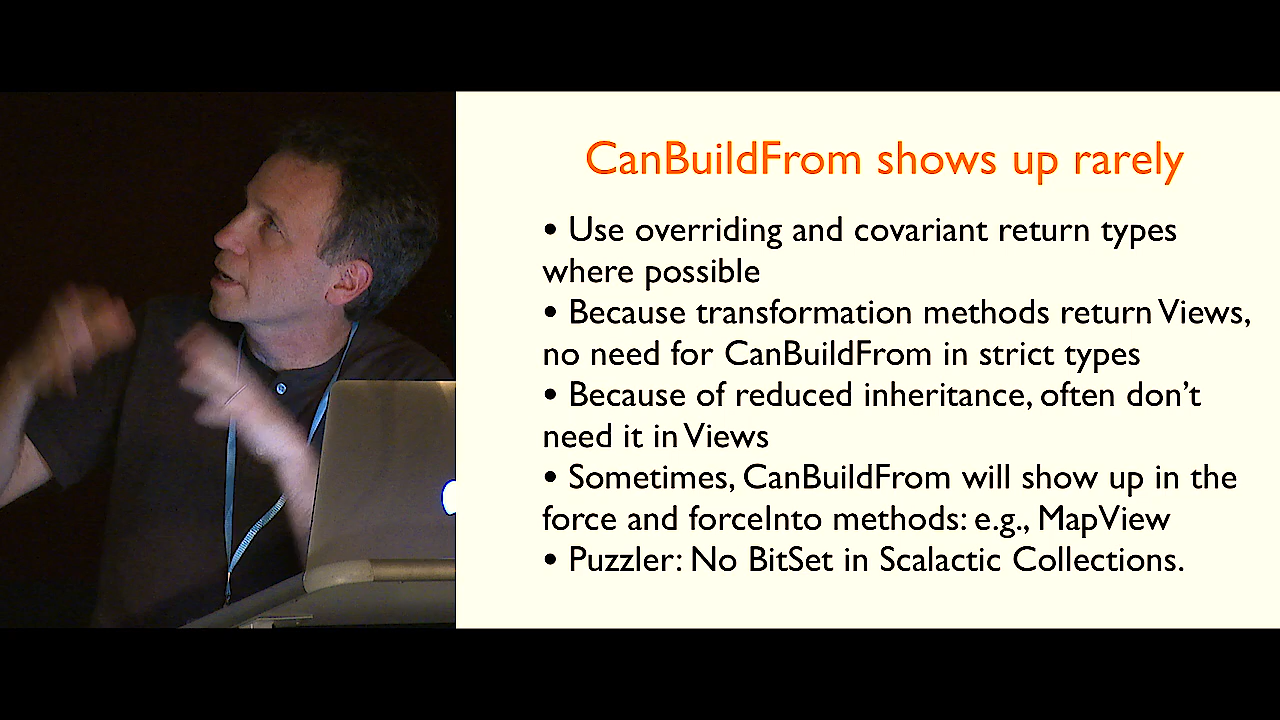 CanBuildFrom shows up rarely
• Use overriding and covariant return types
where possible
• Because transformation methods return Views,
no need for CanBuildFrom in strict types
• Because of reduced inheritance, often don’t
need it in Views
• Sometimes, CanBuildFrom will show up in the
force and forceInto methods: e.g., MapView
• Puzzler: No BitSet in Scalactic Collections.